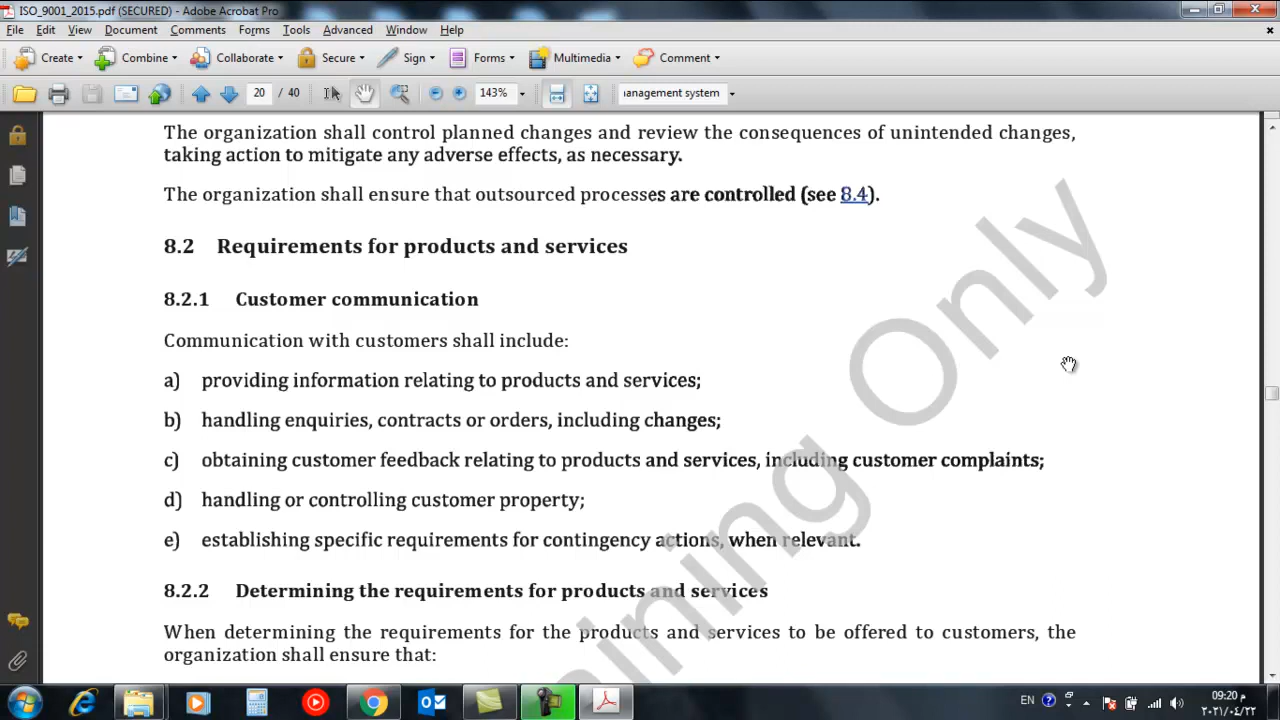 ISO_9001_2015.pdf (SECURED) - Adobe Acrobat Pro
File Edit View Document Comments Forms Tools Advanced Window Help
Create Combine Collaborate Secure Sign Forms Multimedia Comment
20 / 40 143% anagement system
The organization shall control planned changes and review the consequences of unintended changes,
taking action to mitigate any adverse effects, as necessary.
The organization shall ensure that outsourced processes are controlled (see 8.4).
8.2 Requirements for products and services
8.2.1 Customer communication
Communication with customers shall include:
a) providing information relating to products and services;
b) handling enquiries, contracts or orders, including changes;
c) obtaining customer feedback relating to products and services, including customer complaints;
d) handling or controlling customer property;
e) establishing specific requirements for contingency actions, when relevant.
8.2.2 Determining the requirements for products and services
When determining the requirements for the products and services to be offered to customers, the
organization shall ensure that:
aining Only
EN 09:20 م
٢٠٢١/٠٤/٢٢